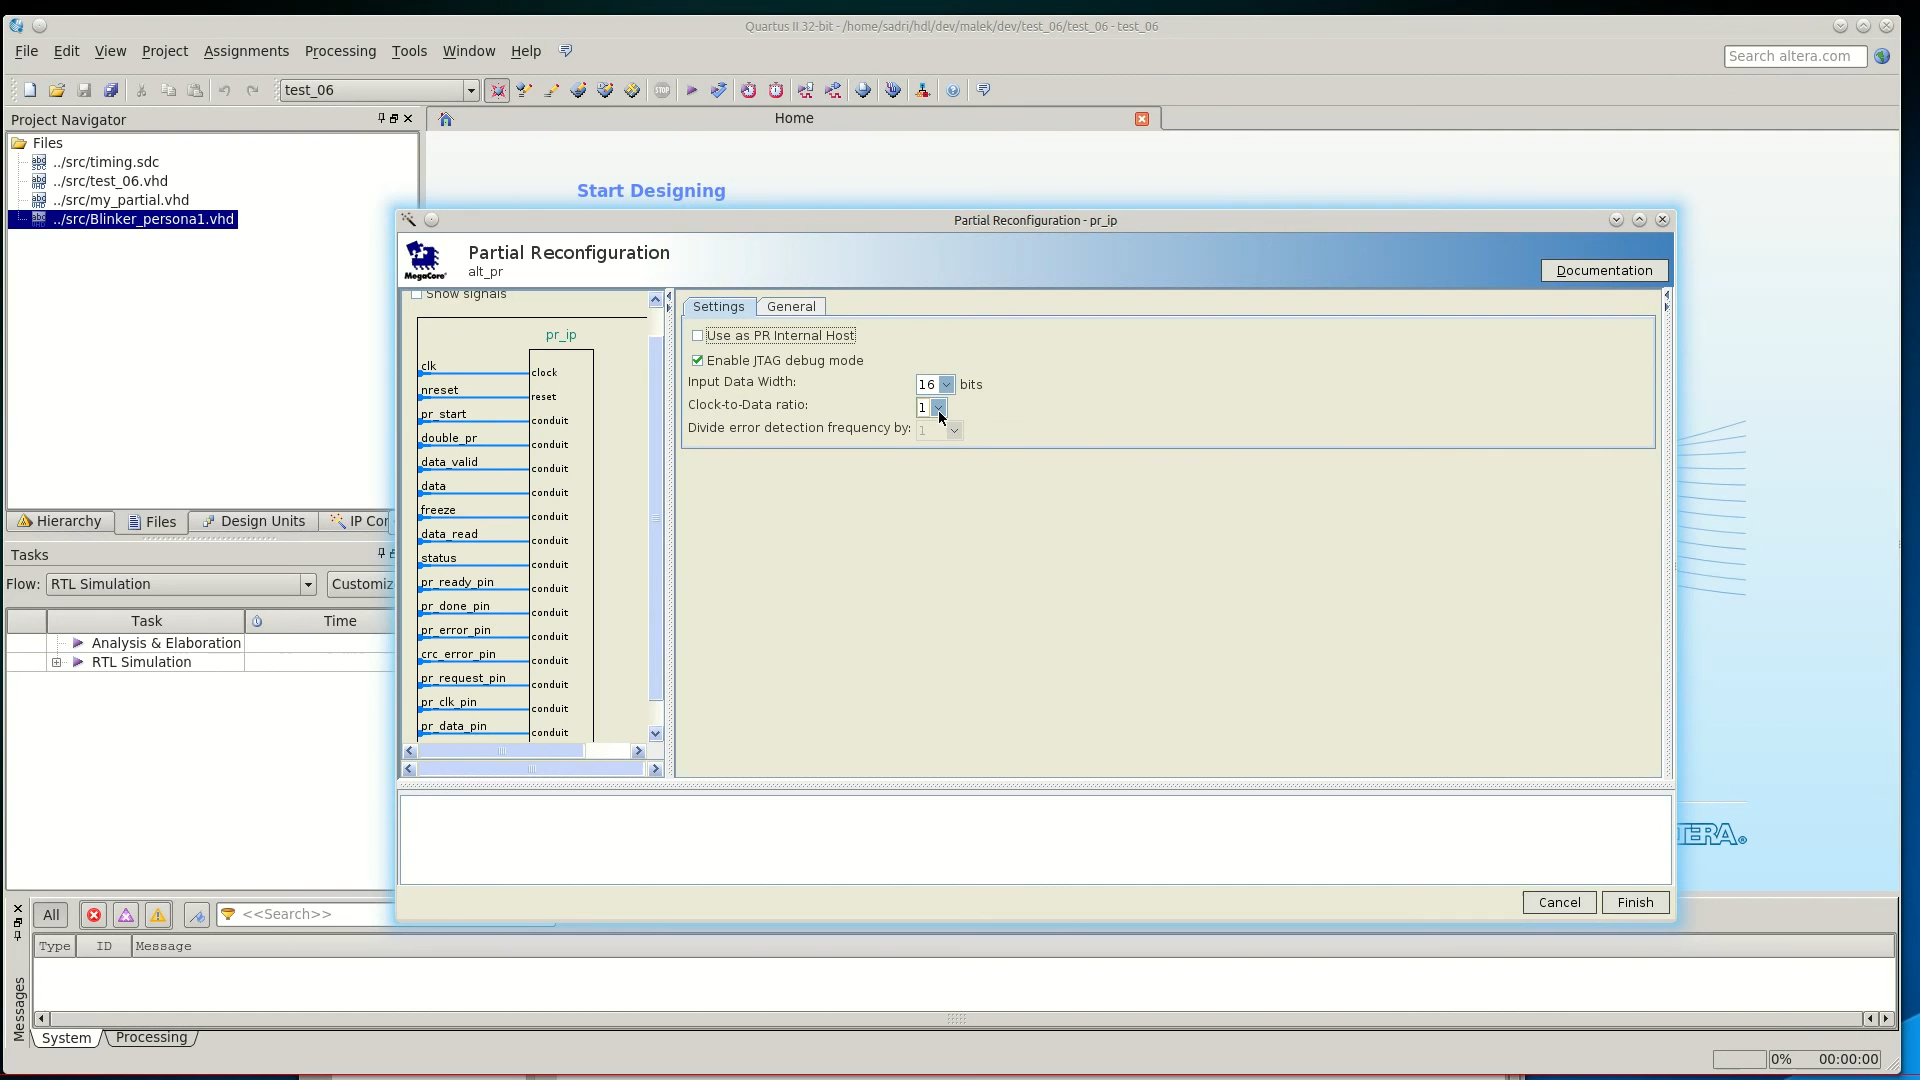 Quartus II 32-bit - /home/sadri/hdl/dev/malek/dev/test_06/test_06 - test_06
File Edit View Project Assignments Processing Tools Window Help
Search altera.com
test_06
STOP
Project Navigator
Home
Files
../src/timing.sdc
../src/test_06.vhd
../src/my_partial.vhd
../src/Blinker_persona1.vhd
Start Designing
Hierarchy Files Design Units IP Co
Tasks
Flow: RTL Simulation Customiz
Task Time
Analysis & Elaboration
RTL Simulation
Partial Reconfiguration - pr_ip
Partial Reconfiguration
alt_pr
MegaCore
Documentation
Show signals
pr_ip
clk clock
nreset reset
pr_start conduit
double_pr conduit
data_valid conduit
data conduit
freeze conduit
data_read conduit
status conduit
pr_ready_pin conduit
pr_done_pin conduit
pr_error_pin conduit
crc_error_pin conduit
pr_request_pin conduit
pr_clk_pin conduit
pr_data_pin conduit
Settings General
Use as PR Internal Host
Enable JTAG debug mode
Input Data Width: 16 bits
Clock-to-Data ratio: 1
Divide error detection frequency by: 1
TERA®
Cancel Finish
All <<Search>>
Type ID Message
Messages
System Processing
0% 00:00:00